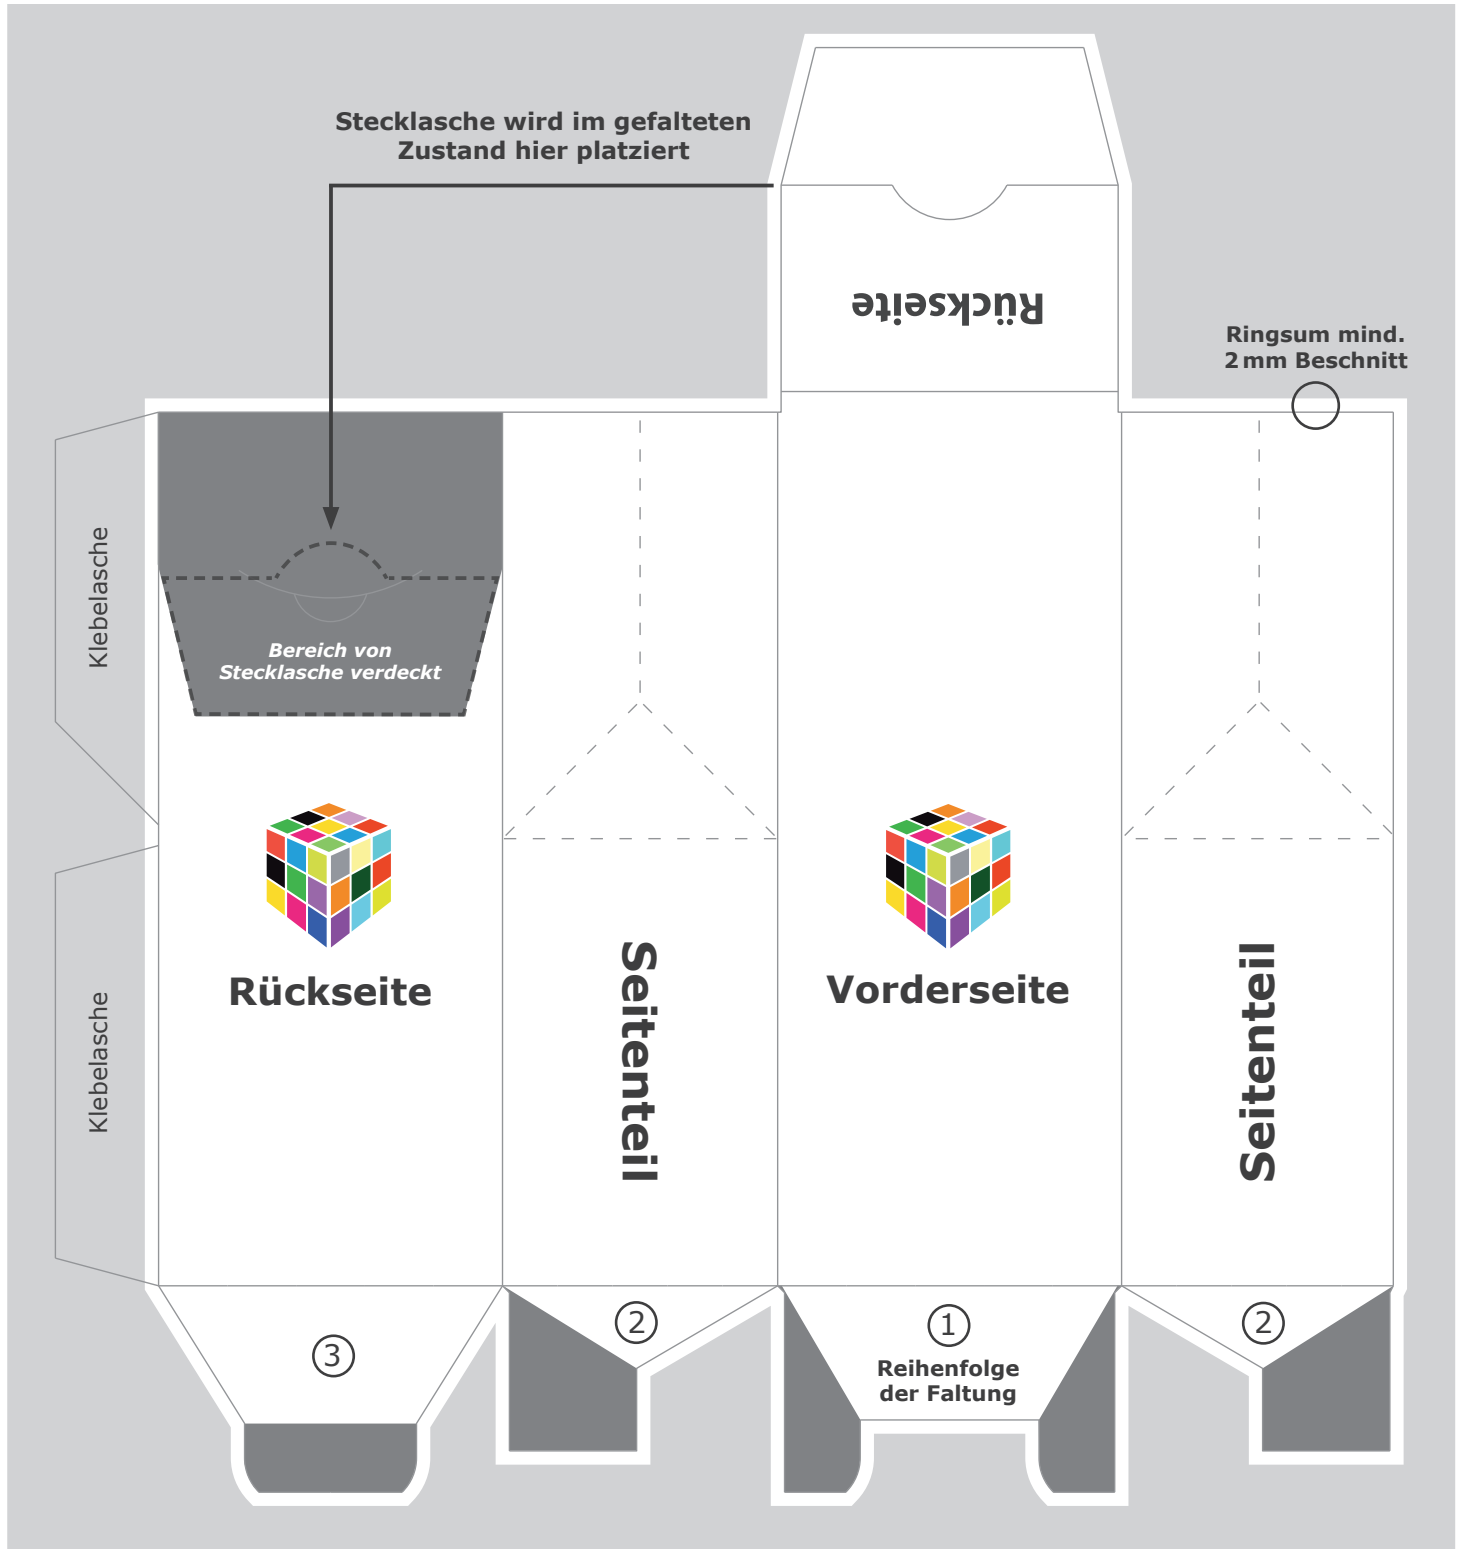 Stecklasche wird im gefalteten
Zustand hier platziert
Rückseite
Ringsum mind.
2 mm Beschnitt
Klebelasche
Bereich von
Stecklasche verdeckt
Klebelasche
Rückseite
Seitenteil
Vorderseite
Seitenteil
3
2
1
Reihenfolge
der Faltung
2